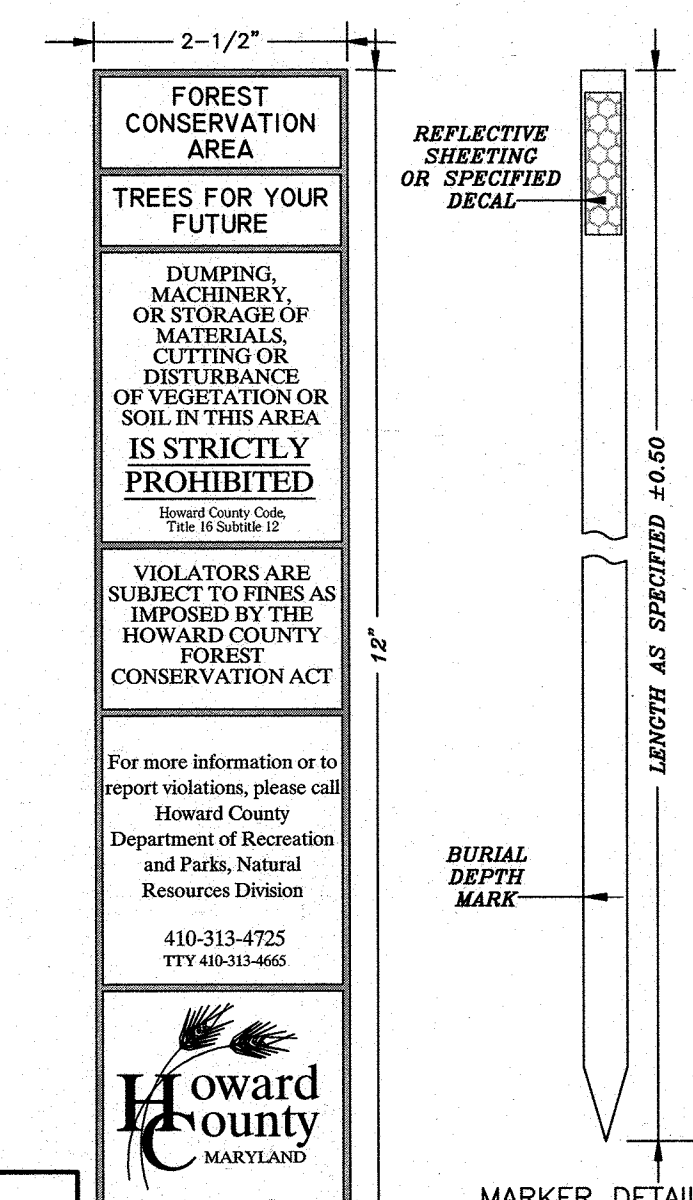 2-1/2"
FOREST
CONSERVATION
AREA
TREES FOR YOUR
FUTURE
DUMPING,
MACHINERY,
OR STORAGE OF
MATERIALS,
CUTTING OR
DISTURBANCE
OF VEGETATION OR
SOIL IN THIS AREA
IS STRICTLY
PROHIBITED
Howard County Code,
Title 16 Subtitle 12
VIOLATORS ARE
SUBJECT TO FINES AS
IMPOSED BY THE
HOWARD COUNTY
FOREST
CONSERVATION ACT
For more information or to
report violations, please call
Howard County
Department of Recreation
and Parks, Natural
Resources Division
410-313-4725
TTY 410-313-4665
Howard
County
MARYLAND
12"
REFLECTIVE
SHEETING
OR SPECIFIED
DECAL
LENGTH AS SPECIFIED ±0.50
BURIAL
DEPTH
MARK
MARKER DETAIL